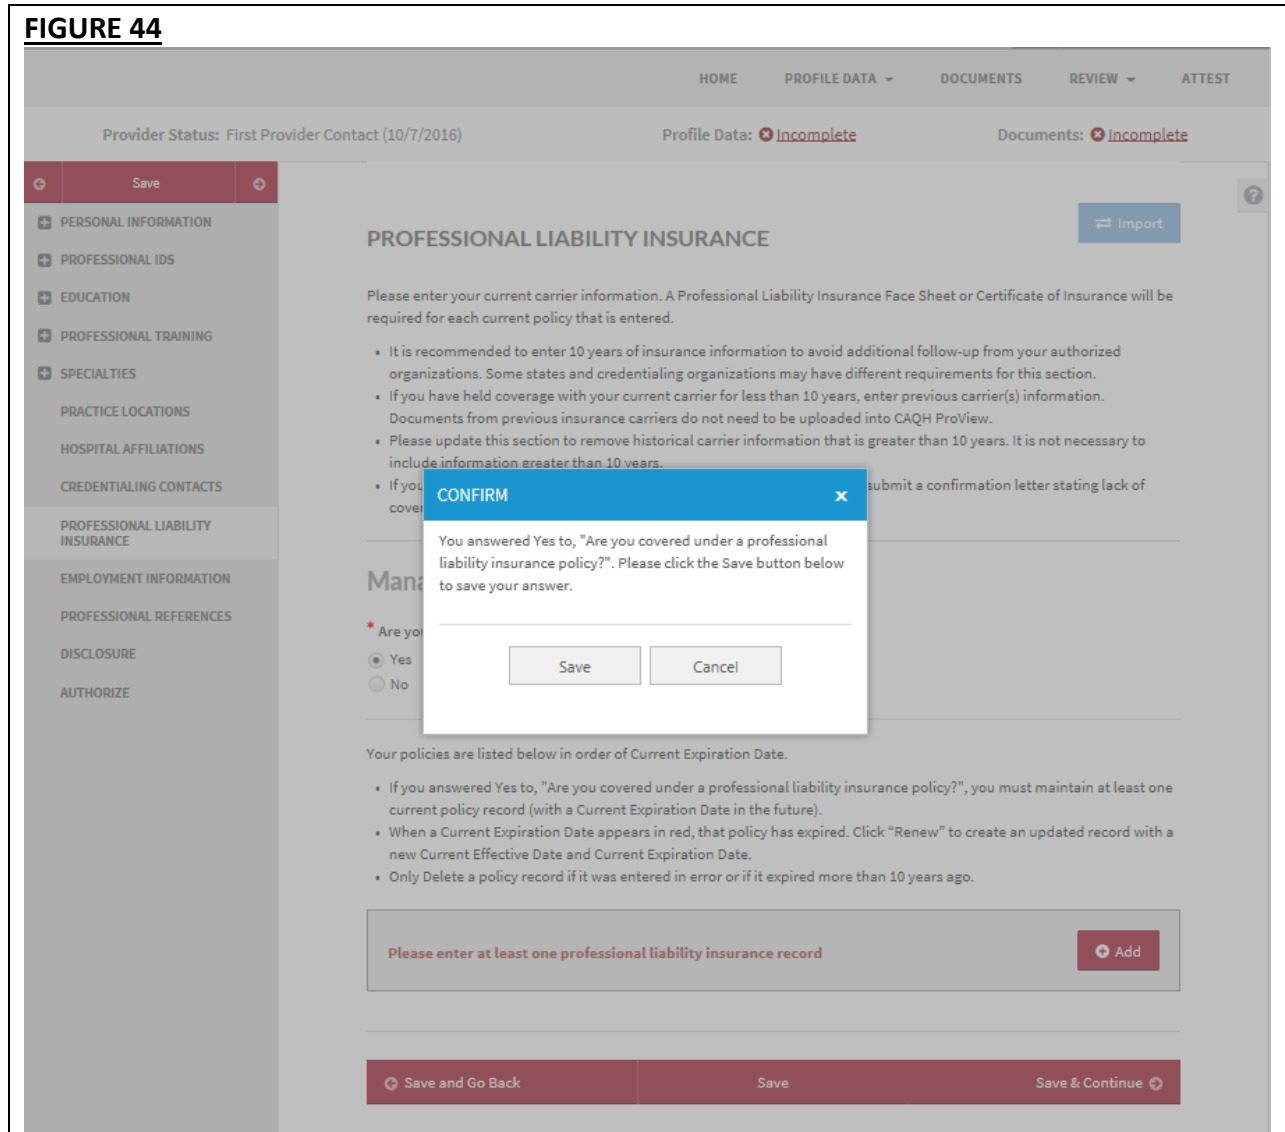 FIGURE 44
HOME PROFILE DATA DOCUMENTS REVIEW ATTEST
Provider Status: First Provider Contact (10/7/2016) Profile Data: Incomplete Documents: Incomplete
Save
PERSONAL INFORMATION
PROFESSIONAL IDS
EDUCATION
PROFESSIONAL TRAINING
SPECIALTIES
PRACTICE LOCATIONS
HOSPITAL AFFILIATIONS
CREDENTIALING CONTACTS
PROFESSIONAL LIABILITY
INSURANCE
EMPLOYMENT INFORMATION
PROFESSIONAL REFERENCES
DISCLOSURE
AUTHORIZE
?
Import
PROFESSIONAL LIABILITY INSURANCE
Please enter your current carrier information. A Professional Liability Insurance Face Sheet or Certificate of Insurance will be
required for each current policy that is entered.
▪ It is recommended to enter 10 years of insurance information to avoid additional follow-up from your authorized
organizations. Some states and credentialing organizations may have different requirements for this section.
▪ If you have held coverage with your current carrier for less than 10 years, enter previous carrier(s) information.
Documents from previous insurance carriers do not need to be uploaded into CAQH ProView.
▪ Please update this section to remove historical carrier information that is greater than 10 years. It is not necessary to
include information greater than 10 years.
▪ If you submit a confirmation letter stating lack of
CONFIRM x
You answered Yes to, "Are you covered under a professional
liability insurance policy?". Please click the Save button below
to save your answer.
Save Cancel
* Are you
Yes
No
Your policies are listed below in order of Current Expiration Date.
▪ If you answered Yes to, "Are you covered under a professional liability insurance policy?", you must maintain at least one
current policy record (with a Current Expiration Date in the future).
▪ When a Current Expiration Date appears in red, that policy has expired. Click “Renew” to create an updated record with a
new Current Effective Date and Current Expiration Date.
▪ Only Delete a policy record if it was entered in error or if it expired more than 10 years ago.
Please enter at least one professional liability insurance record Add
Save and Go Back Save Save & Continue